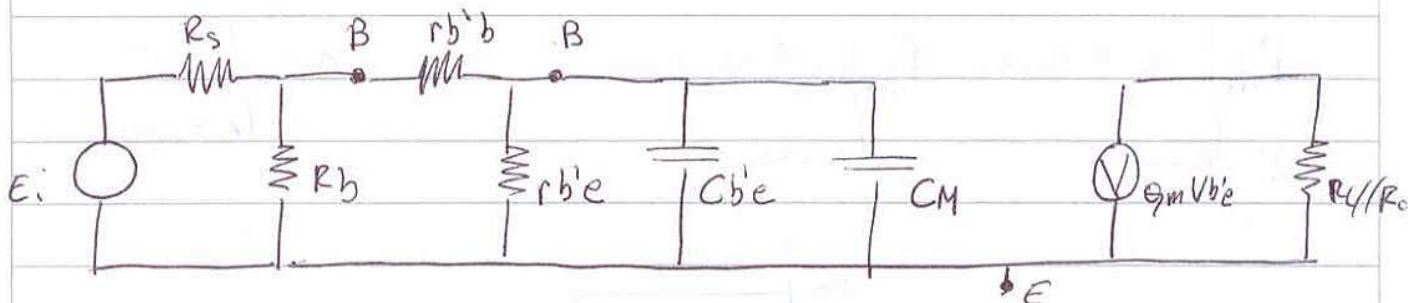 Rs B rb'b B
Ei Rb rb'e Cb'e CM gmVb'e RL//Rc
E